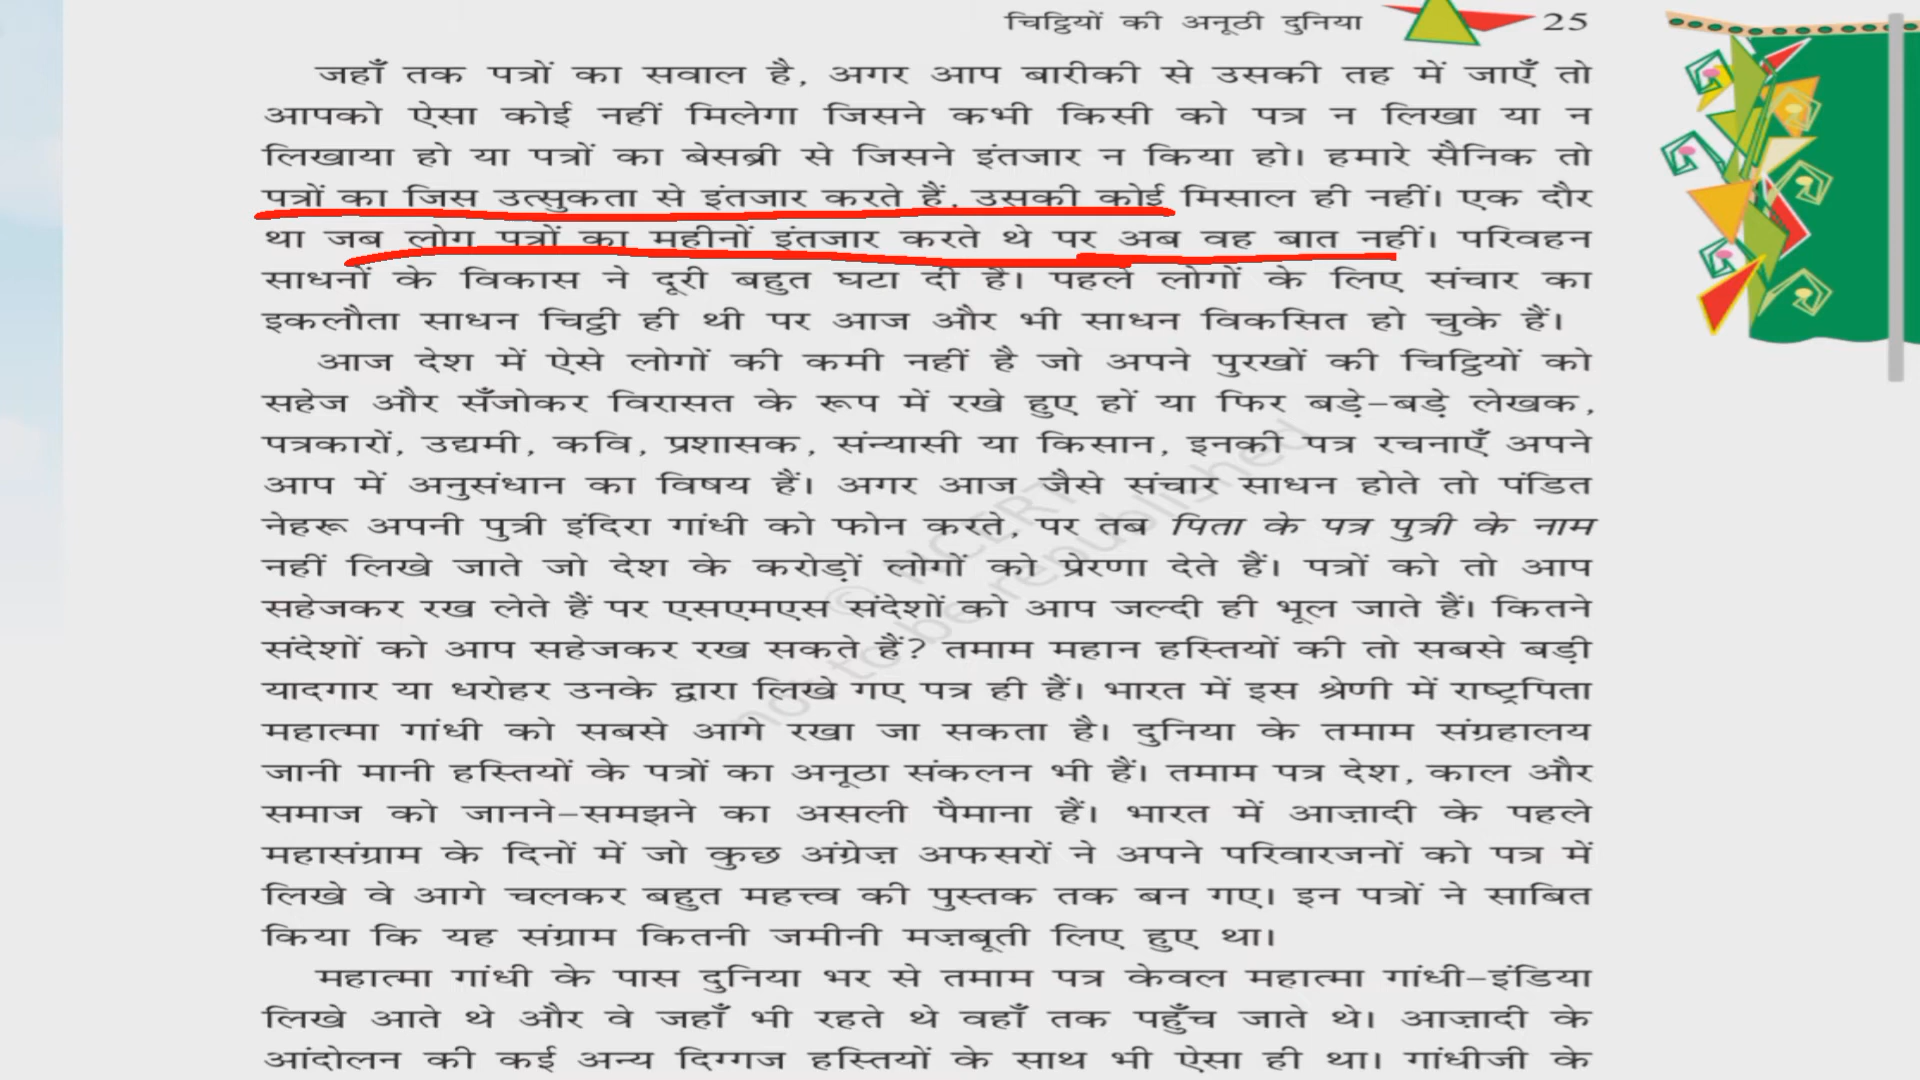 चिट्ठियों की अनूठी दुनिया 25
जहाँ तक पत्रों का सवाल है, अगर आप बारीकी से उसकी तह में जाएँ तो
आपको ऐसा कोई नहीं मिलेगा जिसने कभी किसी को पत्र न लिखा या न
लिखाया हो या पत्रों का बेसब्री से जिसने इंतजार न किया हो। हमारे सैनिक तो
पत्रों का जिस उत्सुकता से इंतजार करते हैं, उसकी कोई मिसाल ही नहीं। एक दौर
था जब लोग पत्रों का महीनों इंतजार करते थे पर अब वह बात नहीं। परिवहन
साधनों के विकास ने दूरी बहुत घटा दी है। पहले लोगों के लिए संचार का
इकलौता साधन चिट्ठी ही थी पर आज और भी साधन विकसित हो चुके हैं।
आज देश में ऐसे लोगों की कमी नहीं है जो अपने पुरखों की चिट्ठियों को
सहेज और सँजोकर विरासत के रूप में रखे हुए हों या फिर बड़े-बड़े लेखक,
पत्रकारों, उद्यमी, कवि, प्रशासक, संन्यासी या किसान, इनकी पत्र रचनाएँ अपने
आप में अनुसंधान का विषय हैं। अगर आज जैसे संचार साधन होते तो पंडित
नेहरू अपनी पुत्री इंदिरा गांधी को फोन करते, पर तब पिता के पत्र पुत्री के नाम
नहीं लिखे जाते जो देश के करोड़ों लोगों को प्रेरणा देते हैं। पत्रों को तो आप
सहेजकर रख लेते हैं पर एसएमएस संदेशों को आप जल्दी ही भूल जाते हैं। कितने
संदेशों को आप सहेजकर रख सकते हैं? तमाम महान हस्तियों की तो सबसे बड़ी
यादगार या धरोहर उनके द्वारा लिखे गए पत्र ही हैं। भारत में इस श्रेणी में राष्ट्रपिता
महात्मा गांधी को सबसे आगे रखा जा सकता है। दुनिया के तमाम संग्रहालय
जानी मानी हस्तियों के पत्रों का अनूठा संकलन भी हैं। तमाम पत्र देश, काल और
समाज को जानने-समझने का असली पैमाना हैं। भारत में आज़ादी के पहले
महासंग्राम के दिनों में जो कुछ अंग्रेज़ अफसरों ने अपने परिवारजनों को पत्र में
लिखे वे आगे चलकर बहुत महत्त्व की पुस्तक तक बन गए। इन पत्रों ने साबित
किया कि यह संग्राम कितनी जमीनी मज़बूती लिए हुए था।
महात्मा गांधी के पास दुनिया भर से तमाम पत्र केवल महात्मा गांधी-इंडिया
लिखे आते थे और वे जहाँ भी रहते थे वहाँ तक पहुँच जाते थे। आज़ादी के
आंदोलन की कई अन्य दिग्गज हस्तियों के साथ भी ऐसा ही था। गांधीजी के
© NCERT
not to be republished